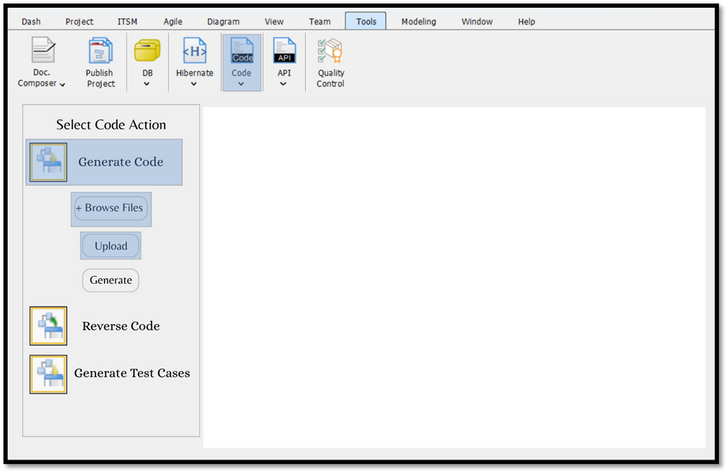 Dash Project ITSM Agile Diagram View Team Tools Modeling Window Help
<H> Code API
Doc. Publish DB Hibernate Code API Quality
Composer Project Control
Select Code Action
Generate Code
+ Browse Files
Upload
Generate
Reverse Code
Generate Test Cases